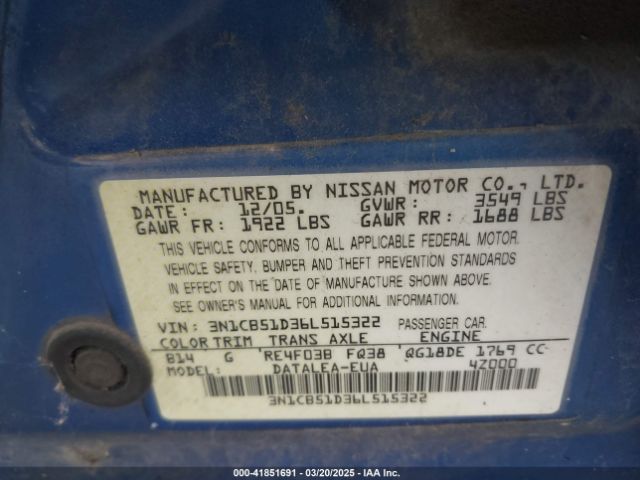 MANUFACTURED BY NISSAN MOTOR CO., LTD.
DATE: 12/05. GVWR: 3549 LBS
GAWR FR: 1922 LBS GAWR RR: 1688 LBS
THIS VEHICLE CONFORMS TO ALL APPLICABLE FEDERAL MOTOR
VEHICLE SAFETY, BUMPER AND THEFT PREVENTION STANDARDS
IN EFFECT ON THE DATE OF MANUFACTURE SHOWN ABOVE.
SEE OWNER'S MANUAL FOR ADDITIONAL INFORMATION.
VIN: 3N1CB51D36L515322 PASSENGER CAR.
COLOR TRIM TRANS AXLE ENGINE
B14 G RE4F03B FQ38 QG18DE 1769 CC
MODEL: DATALEA-EUA 4Z000
3N1CB51D36L515322
000-41851691 | 03/20/2025 | IAA Inc.